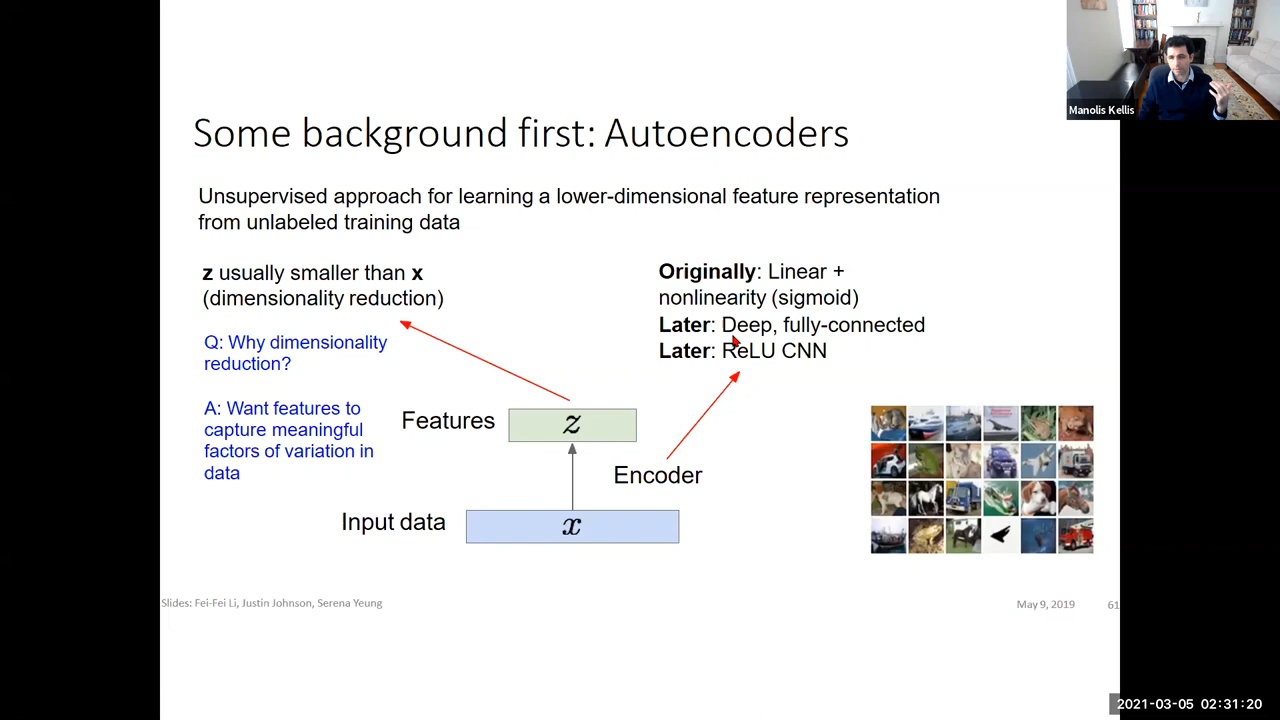 Manolis Kellis
Some background first: Autoencoders
Unsupervised approach for learning a lower-dimensional feature representation
from unlabeled training data
z usually smaller than x
(dimensionality reduction)
Q: Why dimensionality
reduction?
A: Want features to
capture meaningful
factors of variation in
data
Originally: Linear +
nonlinearity (sigmoid)
Later: Deep, fully-connected
Later: ReLU CNN
Features
z
Encoder
Input data
x
Slides: Fei-Fei Li, Justin Johnson, Serena Yeung
May 9, 2019
61
2021-03-05 02:31:20